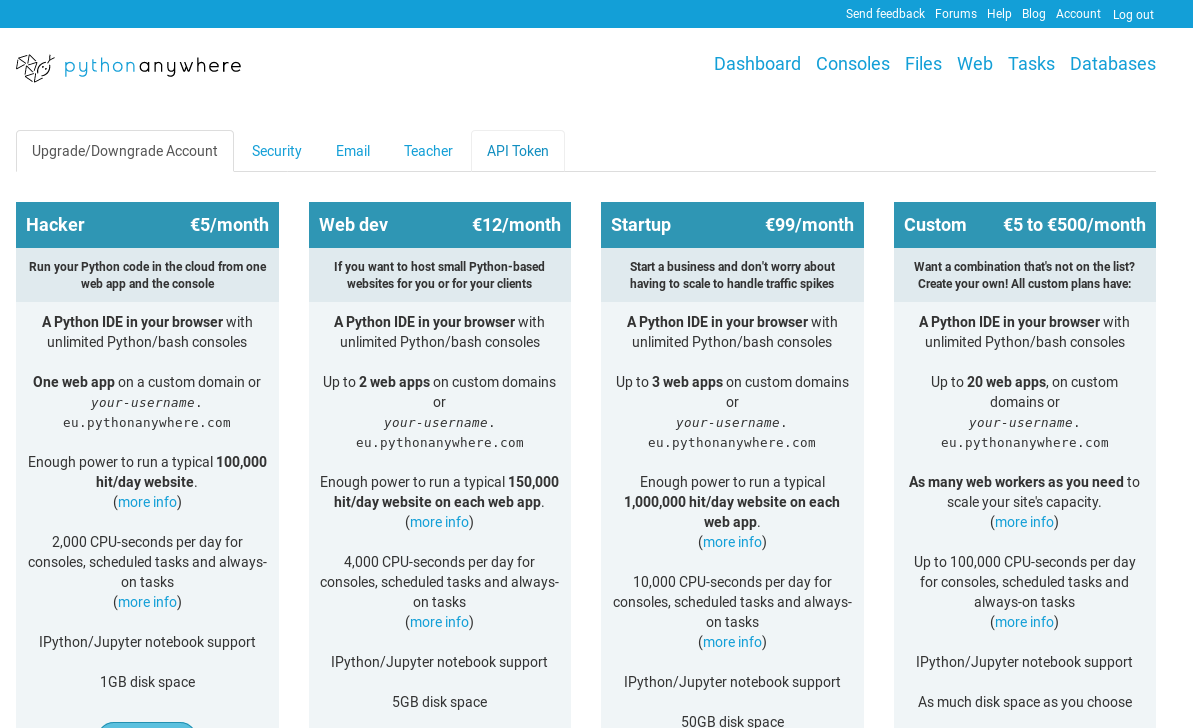 Send feedback Forums Help Blog Account Log out
pythonanywhere
Dashboard Consoles Files Web Tasks Databases
Upgrade/Downgrade Account Security Email Teacher API Token
Hacker €5/month
Run your Python code in the cloud from one
web app and the console
A Python IDE in your browser with
unlimited Python/bash consoles
One web app on a custom domain or
your-username.
eu.pythonanywhere.com
Enough power to run a typical 100,000
hit/day website.
(more info)
2,000 CPU-seconds per day for
consoles, scheduled tasks and always-
on tasks
(more info)
IPython/Jupyter notebook support
1GB disk space
Web dev €12/month
If you want to host small Python-based
websites for you or for your clients
A Python IDE in your browser with
unlimited Python/bash consoles
Up to 2 web apps on custom domains
or
your-username.
eu.pythonanywhere.com
Enough power to run a typical 150,000
hit/day website on each web app.
(more info)
4,000 CPU-seconds per day for
consoles, scheduled tasks and always-
on tasks
(more info)
IPython/Jupyter notebook support
5GB disk space
Startup €99/month
Start a business and don't worry about
having to scale to handle traffic spikes
A Python IDE in your browser with
unlimited Python/bash consoles
Up to 3 web apps on custom domains
or
your-username.
eu.pythonanywhere.com
Enough power to run a typical
1,000,000 hit/day website on each
web app.
(more info)
10,000 CPU-seconds per day for
consoles, scheduled tasks and always-
on tasks
(more info)
IPython/Jupyter notebook support
50GB disk space
Custom €5 to €500/month
Want a combination that's not on the list?
Create your own! All custom plans have:
A Python IDE in your browser with
unlimited Python/bash consoles
Up to 20 web apps, on custom
domains or
your-username.
eu.pythonanywhere.com
As many web workers as you need to
scale your site's capacity.
(more info)
Up to 100,000 CPU-seconds per day
for consoles, scheduled tasks and
always-on tasks
(more info)
IPython/Jupyter notebook support
As much disk space as you choose